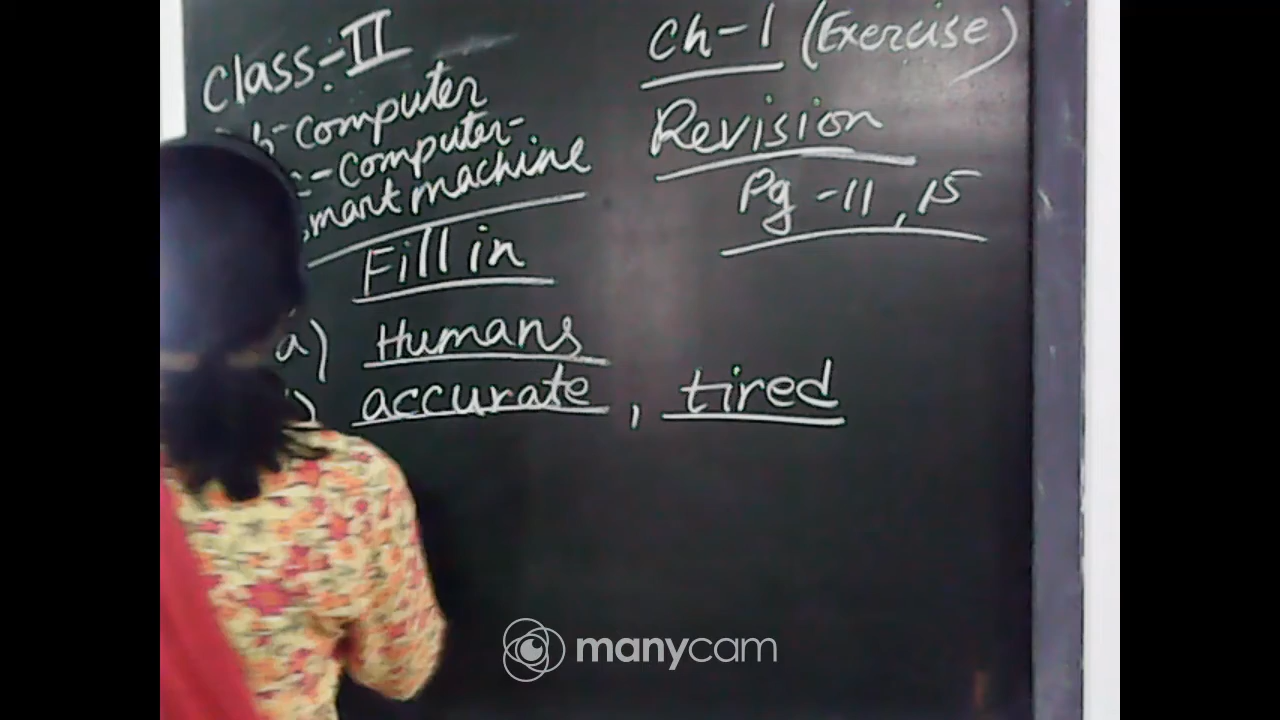 Class-II
Ch-1 (Exercise)
b-Computer
Revision
-Computer-
mart machine
Pg-11, 15
Fill in
a) Humans
) accurate, tired
manycam